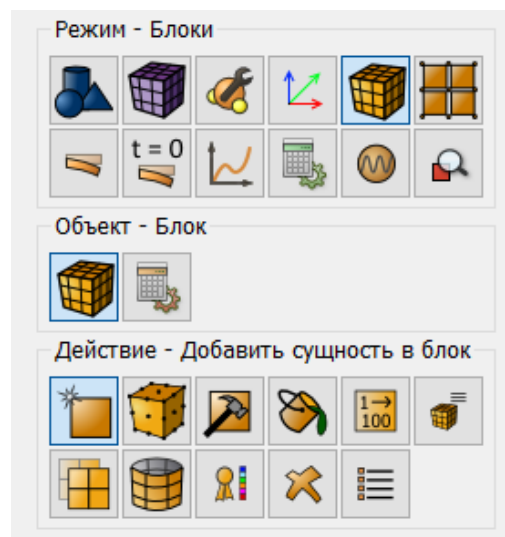 Режим - Блоки
t = 0
Объект - Блок
Действие - Добавить сущность в блок
1→
100